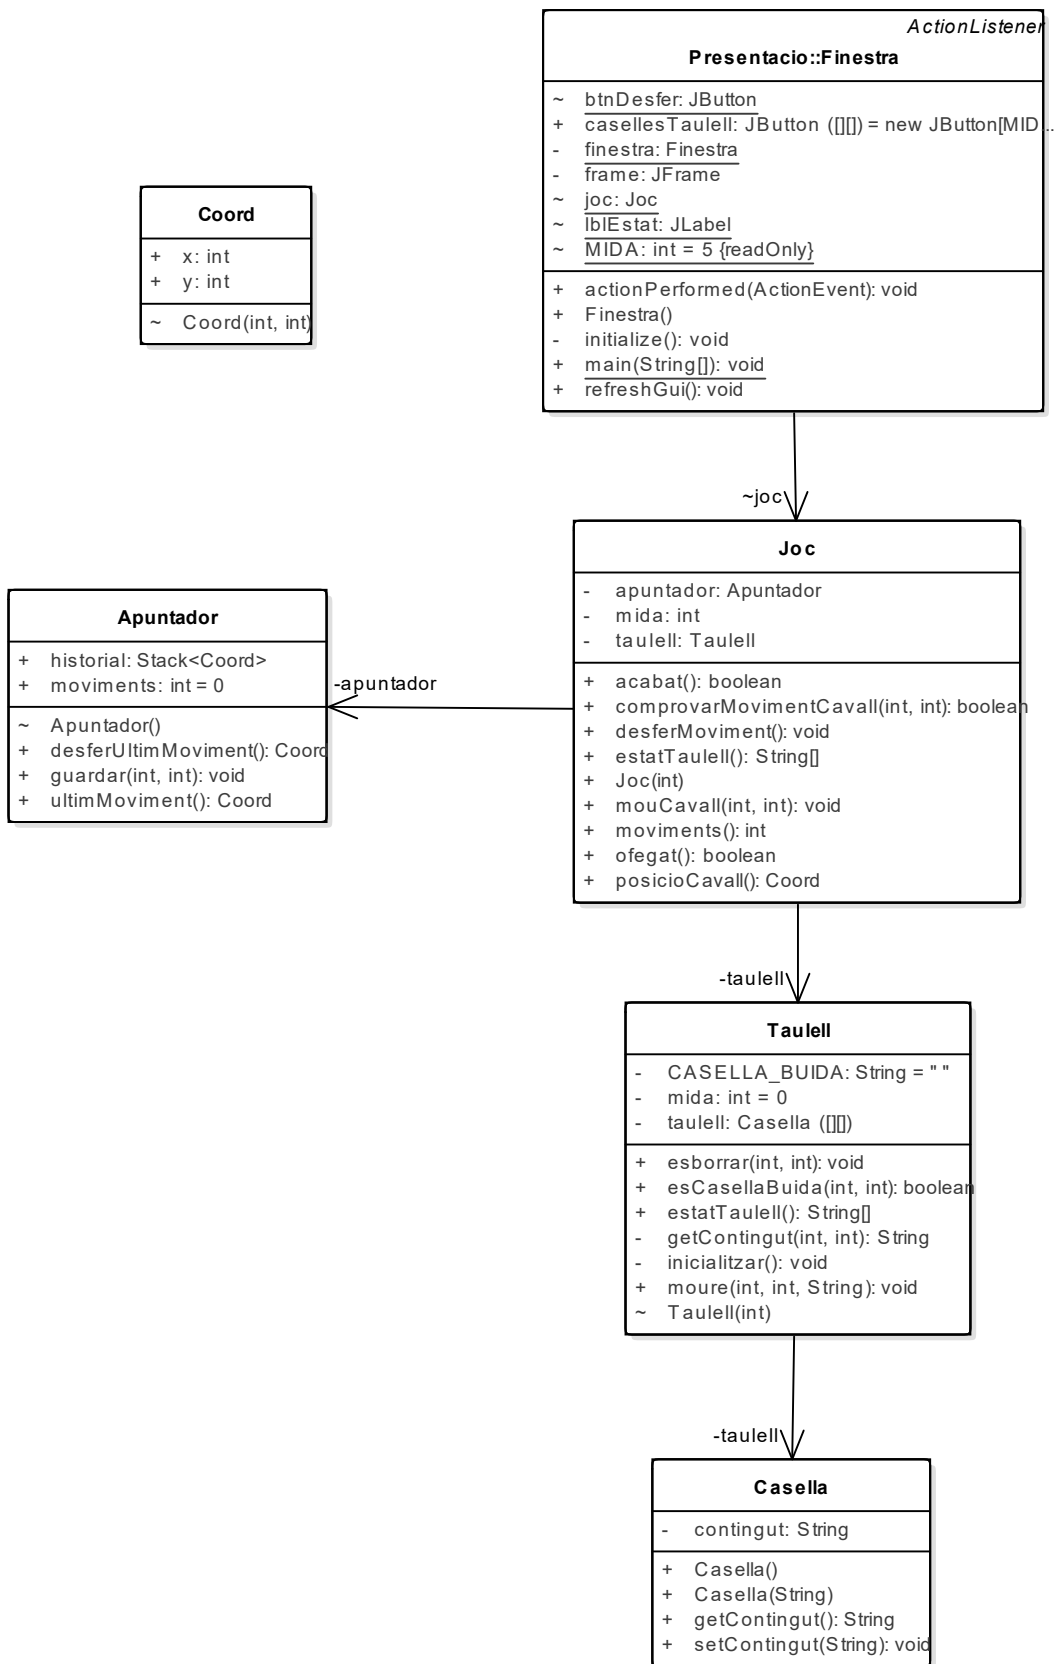 ActionListener
Presentacio::Finestra
~ btnDesfer: JButton
+ casellesTaulell: JButton ([][]) = new JButton[MID...
- finestra: Finestra
- frame: JFrame
~ joc: Joc
~ lblEstat: JLabel
~ MIDA: int = 5 {readOnly}
+ actionPerformed(ActionEvent): void
+ Finestra()
- initialize(): void
+ main(String[]): void
+ refreshGui(): void
Coord
+ x: int
+ y: int
~ Coord(int, int)
~joc
Joc
- apuntador: Apuntador
- mida: int
- taulell: Taulell
+ acabat(): boolean
+ comprovarMovimentCavall(int, int): boolean
+ desferMoviment(): void
+ estatTaulell(): String[]
+ Joc(int)
+ mouCavall(int, int): void
+ moviments(): int
+ ofegat(): boolean
+ posicioCavall(): Coord
Apuntador
+ historial: Stack<Coord>
+ moviments: int = 0
~ Apuntador()
+ desferUltimMoviment(): Coord
+ guardar(int, int): void
+ ultimMoviment(): Coord
-apuntador
-taulell
Taulell
- CASELLA_BUIDA: String = " "
- mida: int = 0
- taulell: Casella ([][])
+ esborrar(int, int): void
+ esCasellaBuida(int, int): boolean
+ estatTaulell(): String[]
- getContingut(int, int): String
- inicialitzar(): void
+ moure(int, int, String): void
~ Taulell(int)
-taulell
Casella
- contingut: String
+ Casella()
+ Casella(String)
+ getContingut(): String
+ setContingut(String): void